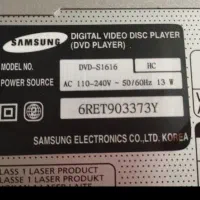 SAMSUNG DIGITAL VIDEO DISC PLAYER
(DVD PLAYER)
MODEL NO. DVD-S1616 HC
POWER SOURCE AC 110-240V ~ 50/60Hz 13 W
6RET903373Y
SAMSUNG ELECTRONICS CO.,LTD. KOREA
CLASS 1 LASER PRODUCT
KLASSE 1 LASER PRODUKT